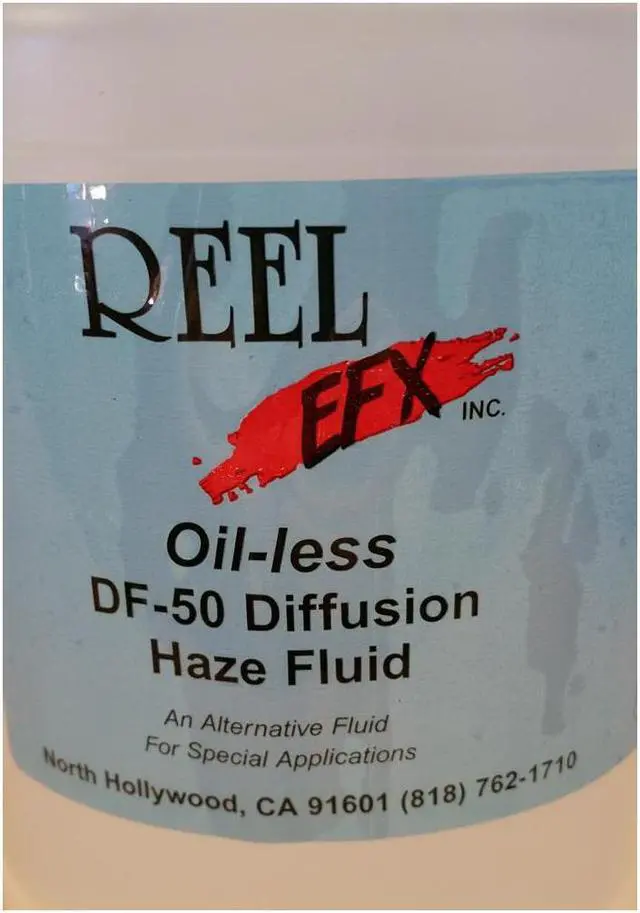 REEL
EFX
INC.
Oil-less
DF-50 Diffusion
Haze Fluid
An Alternative Fluid
For Special Applications
North Hollywood, CA 91601 (818) 762-1710